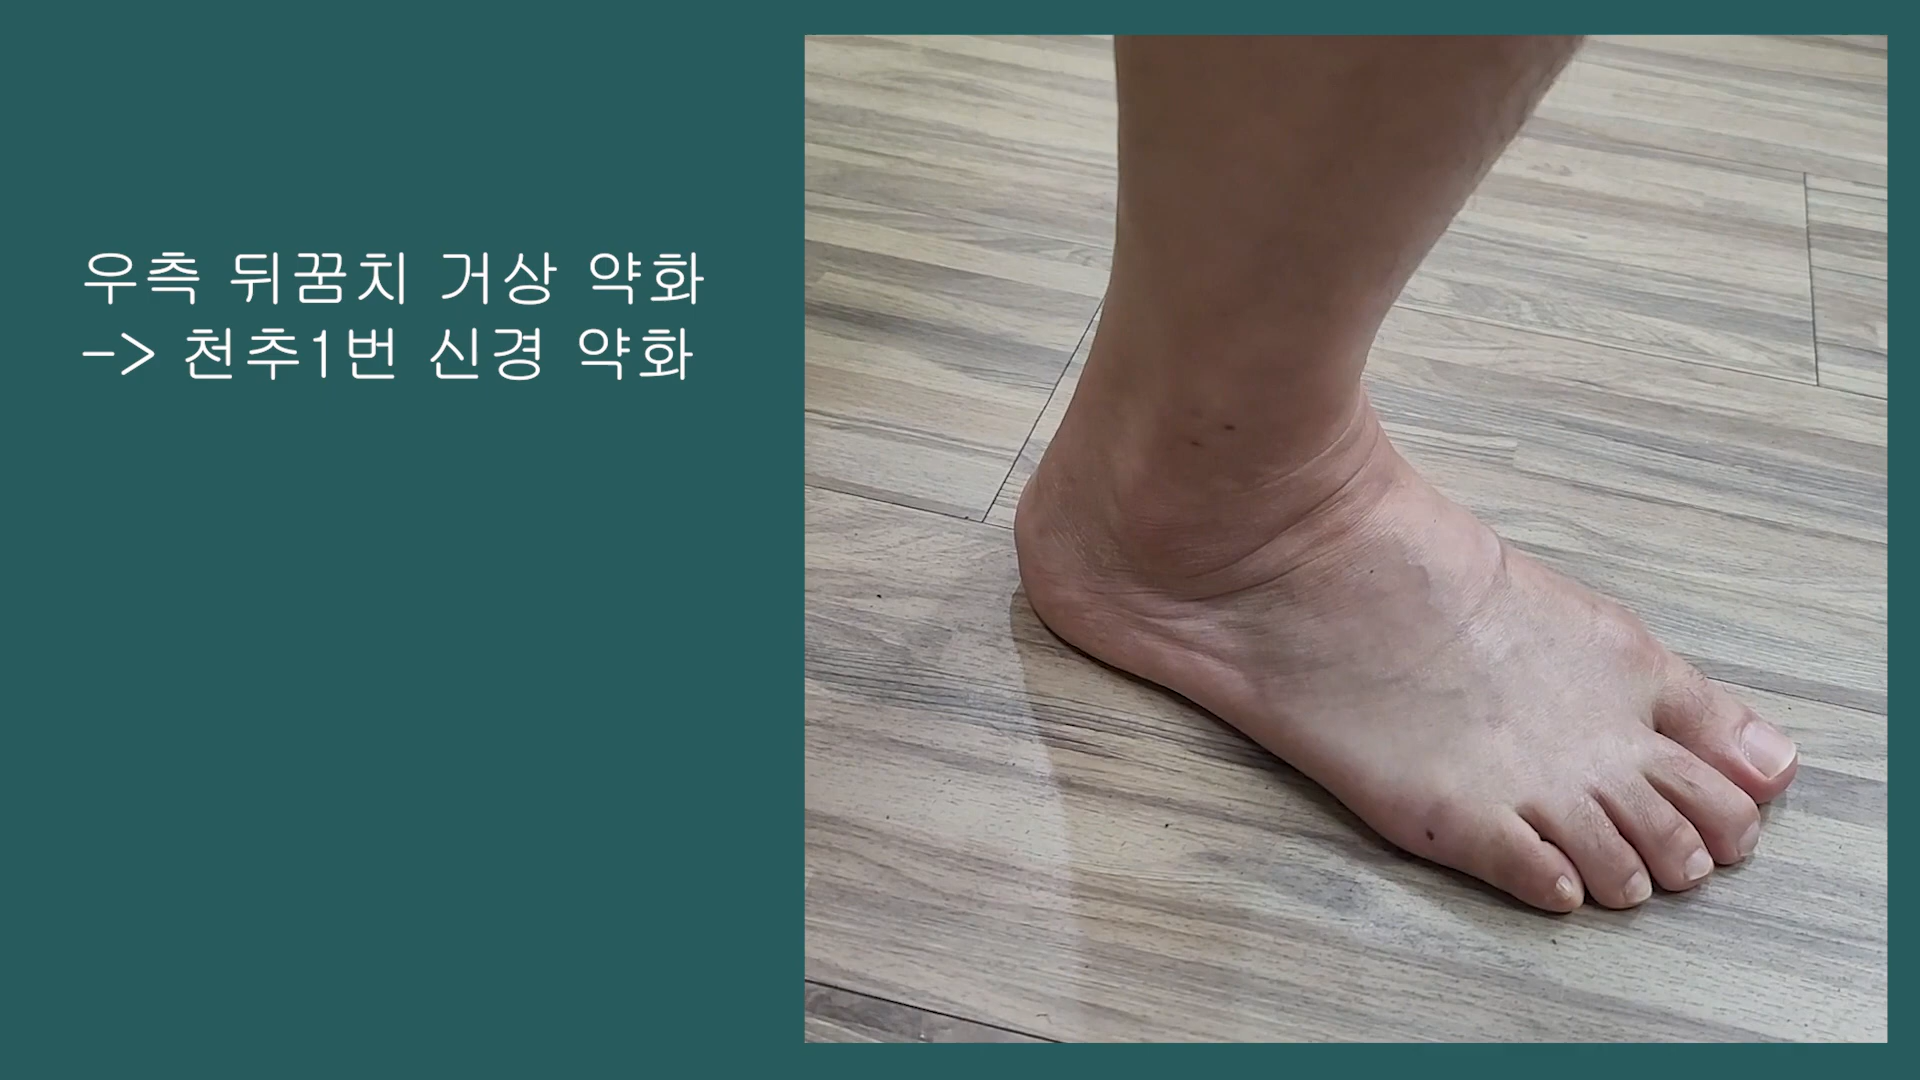 우측 뒤꿈치 거상 약화
-> 천추1번 신경 약화